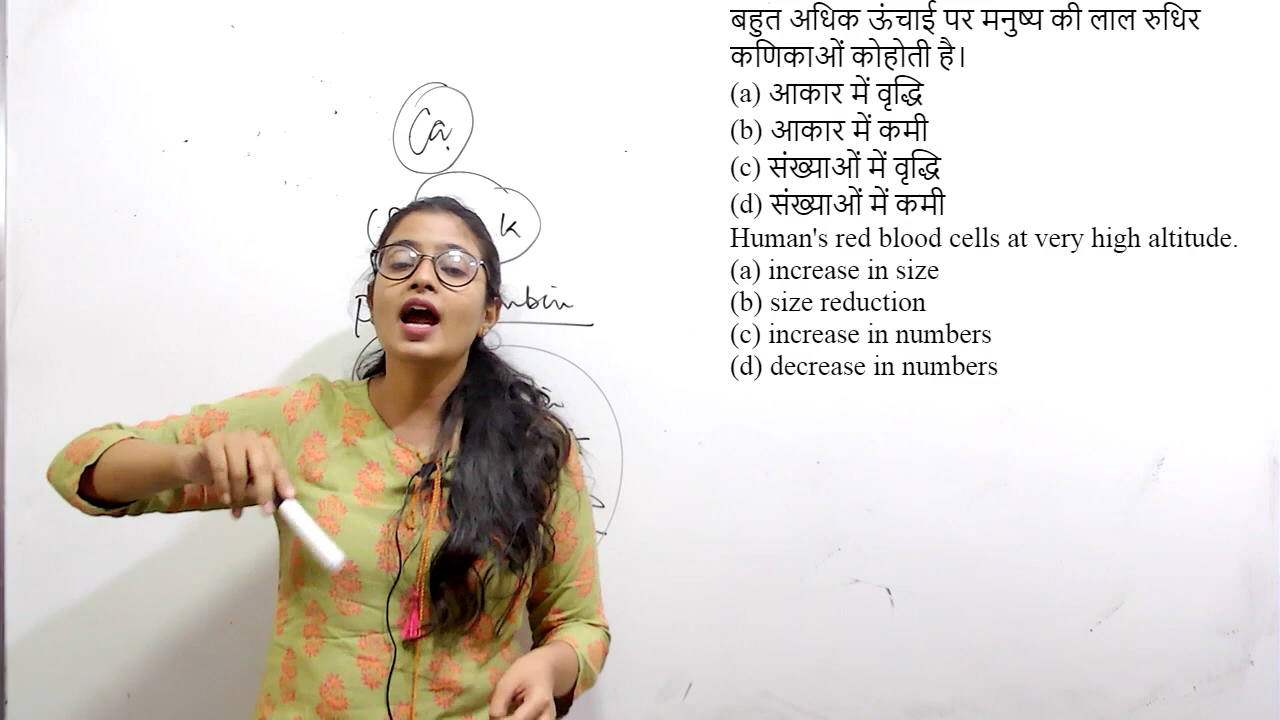 बहुत अधिक ऊंचाई पर मनुष्य की लाल रुधिर
कणिकाओं कोहोती है।
(a) आकार में वृद्धि
(b) आकार में कमी
(c) संख्याओं में वृद्धि
(d) संख्याओं में कमी
Human's red blood cells at very high altitude.
(a) increase in size
(b) size reduction
(c) increase in numbers
(d) decrease in numbers
Ca
K